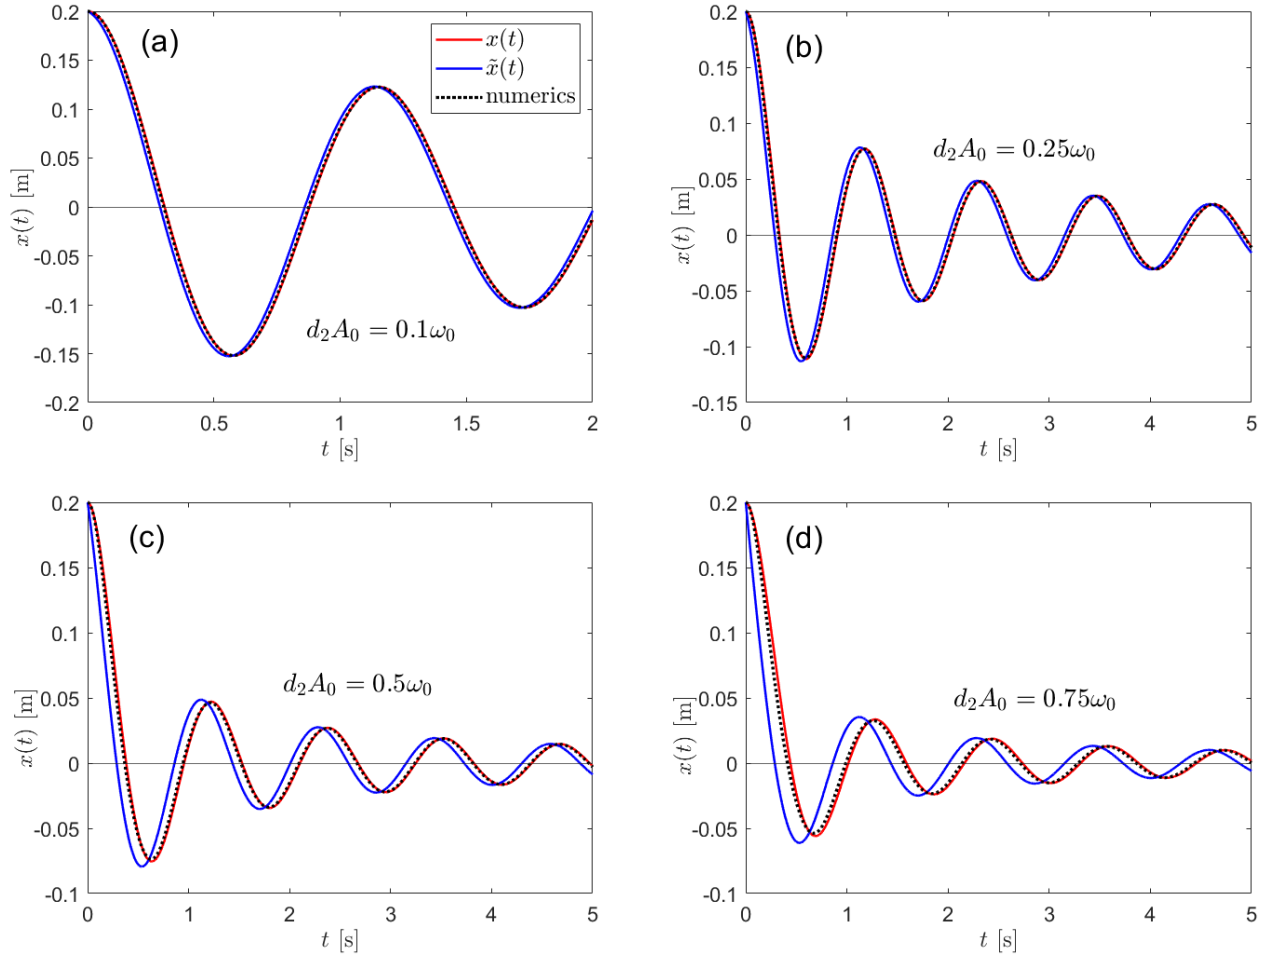 (a)
x(t)
x̃(t)
numerics
d₂A₀ = 0.1ω₀
0.2
0.15
0.1
0.05
0
-0.05
-0.1
-0.15
-0.2
x(t) [m]
0 0.5 1 1.5 2
t [s]
(b)
d₂A₀ = 0.25ω₀
0.2
0.15
0.1
0.05
0
-0.05
-0.1
-0.15
x(t) [m]
0 1 2 3 4 5
t [s]
(c)
d₂A₀ = 0.5ω₀
0.2
0.15
0.1
0.05
0
-0.05
-0.1
x(t) [m]
0 1 2 3 4 5
t [s]
(d)
d₂A₀ = 0.75ω₀
0.2
0.15
0.1
0.05
0
-0.05
-0.1
x(t) [m]
0 1 2 3 4 5
t [s]